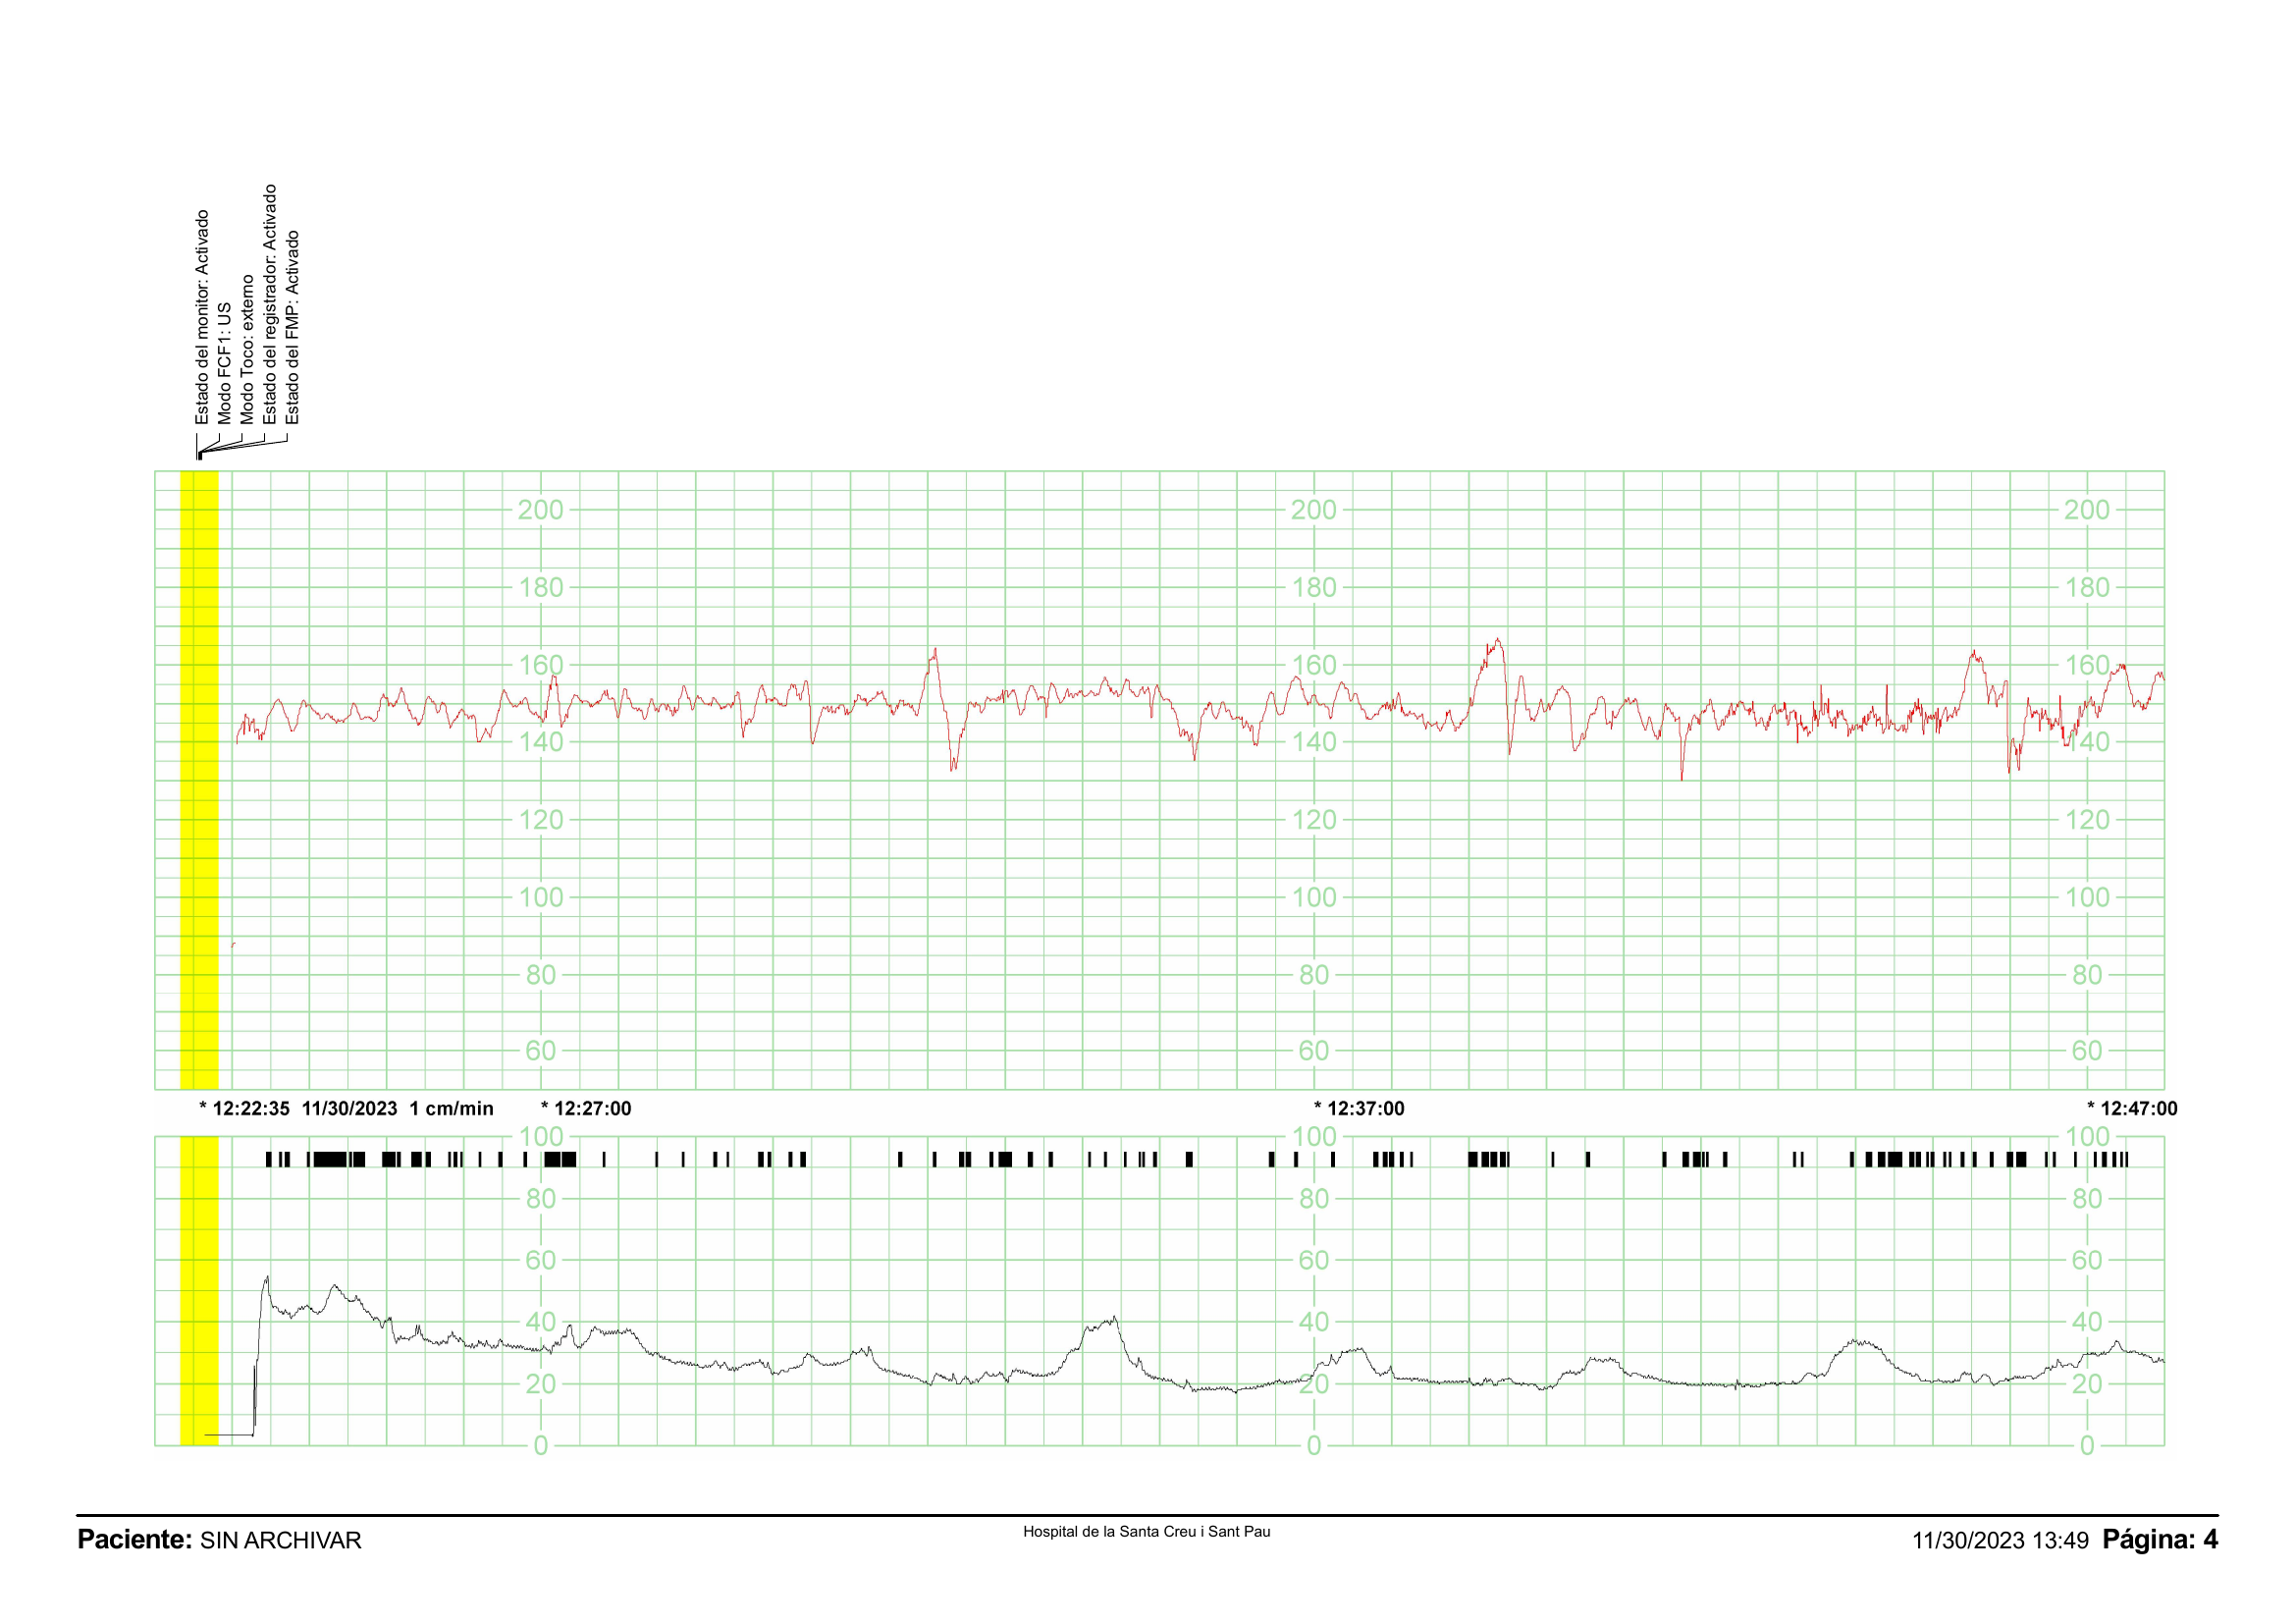 Estado del monitor: Activado
Modo FCF1: US
Modo Toco: externo
Estado del registrador: Activado
Estado del FMP: Activado
200 200 200
180 180 180
160 160 160
140 140 140
120 120 120
100 100 100
80 80 80
60 60 60
* 12:22:35 11/30/2023 1 cm/min * 12:27:00 * 12:37:00 * 12:47:00
100 100 100
80 80 80
60 60 60
40 40 40
20 20 20
0 0 0
Paciente: SIN ARCHIVAR Hospital de la Santa Creu i Sant Pau 11/30/2023 13:49 Página: 4